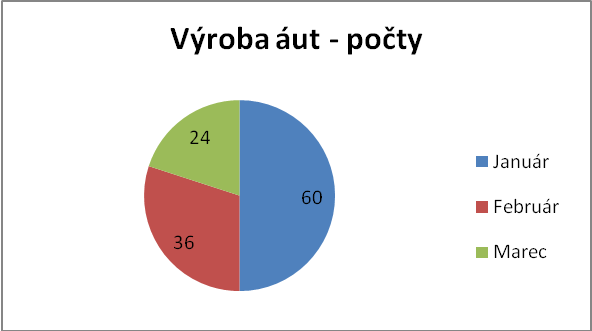 Výroba áut - počty
24
60
36
Január
Február
Marec